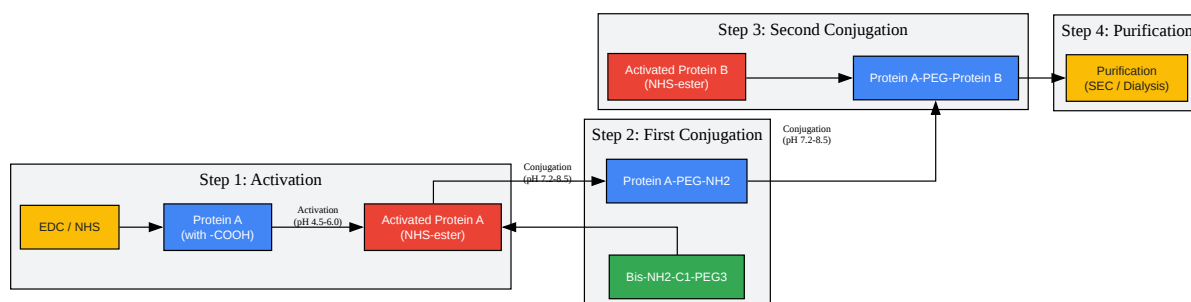 Step 1: Activation
EDC / NHS
Protein A
(with -COOH)
Activation
(pH 4.5-6.0)
Activated Protein A
(NHS-ester)
Conjugation
(pH 7.2-8.5)
Step 2: First Conjugation
Protein A-PEG-NH2
Bis-NH2-C1-PEG3
Conjugation
(pH 7.2-8.5)
Step 3: Second Conjugation
Activated Protein B
(NHS-ester)
Protein A-PEG-Protein B
Step 4: Purification
Purification
(SEC / Dialysis)